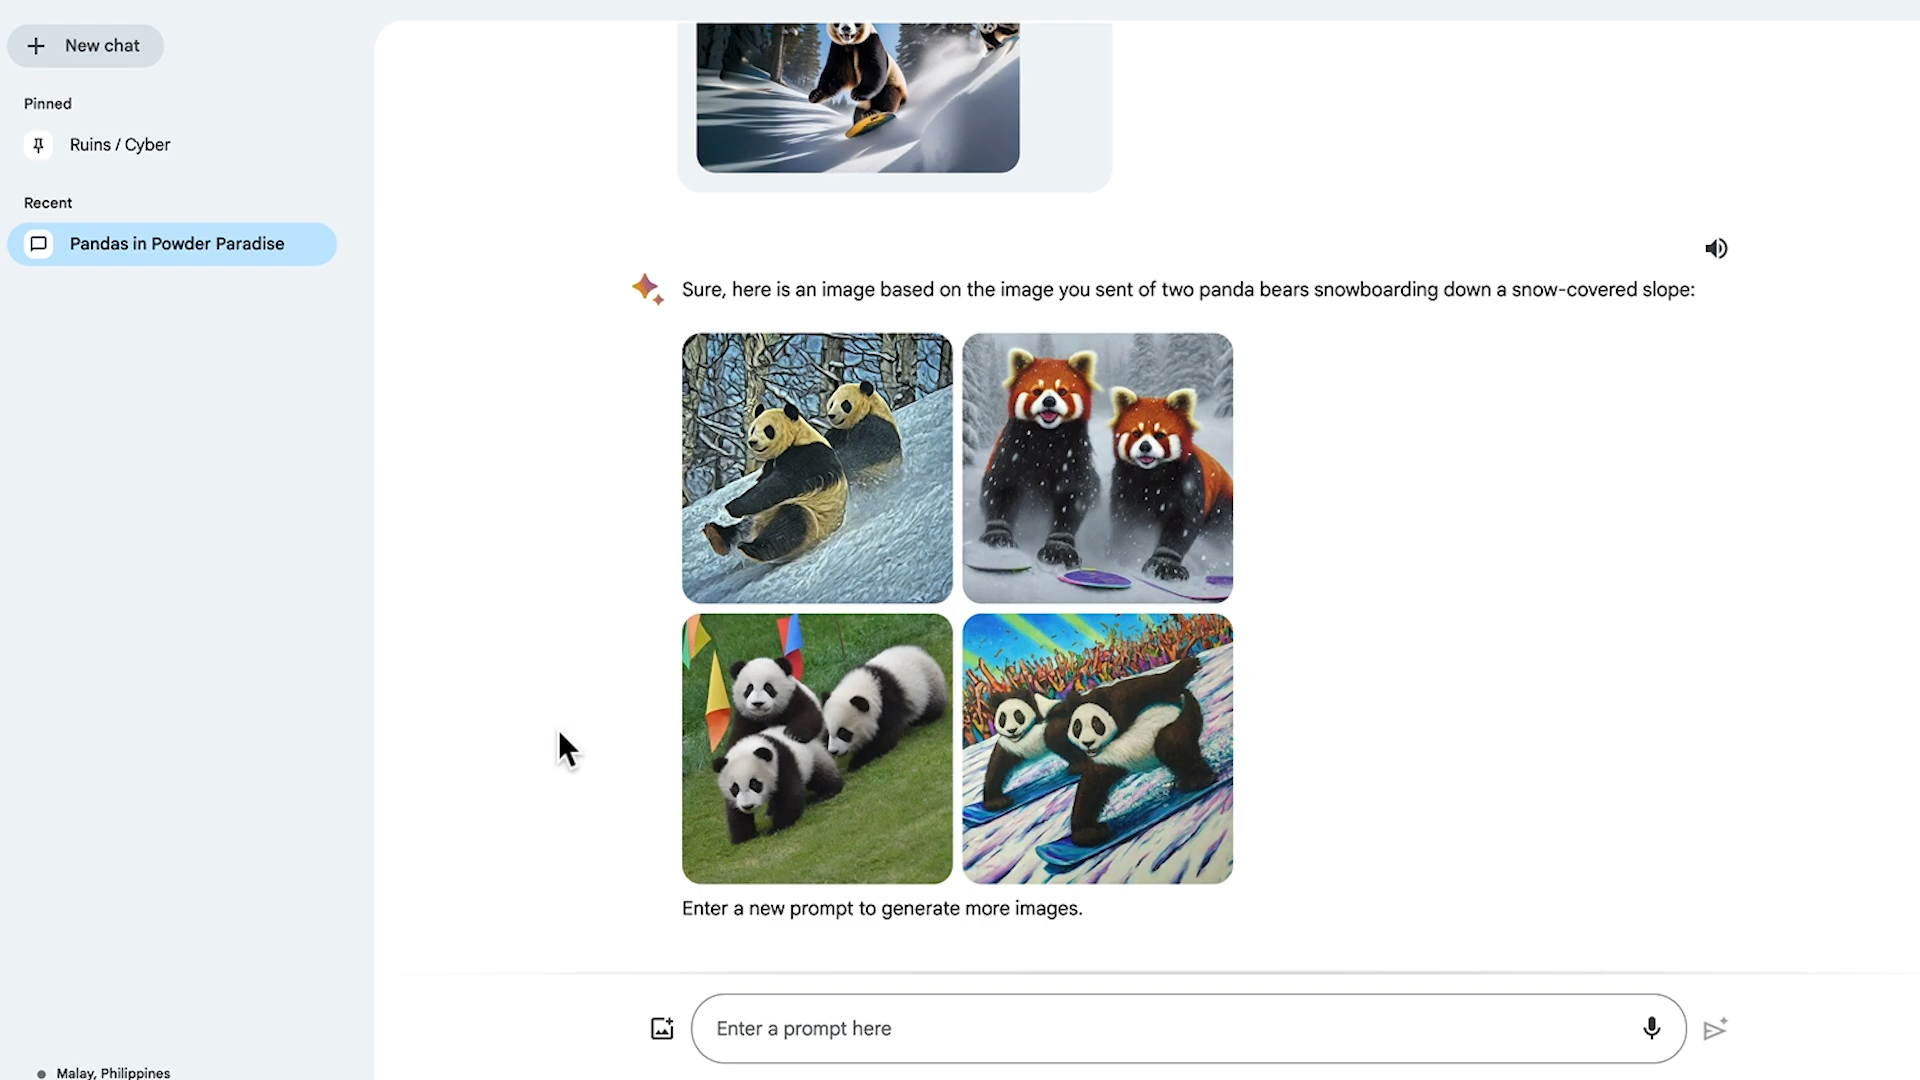 New chat
Pinned
Ruins / Cyber
Recent
Pandas in Powder Paradise
Sure, here is an image based on the image you sent of two panda bears snowboarding down a snow-covered slope:
Enter a new prompt to generate more images.
Enter a prompt here
Malay, Philippines